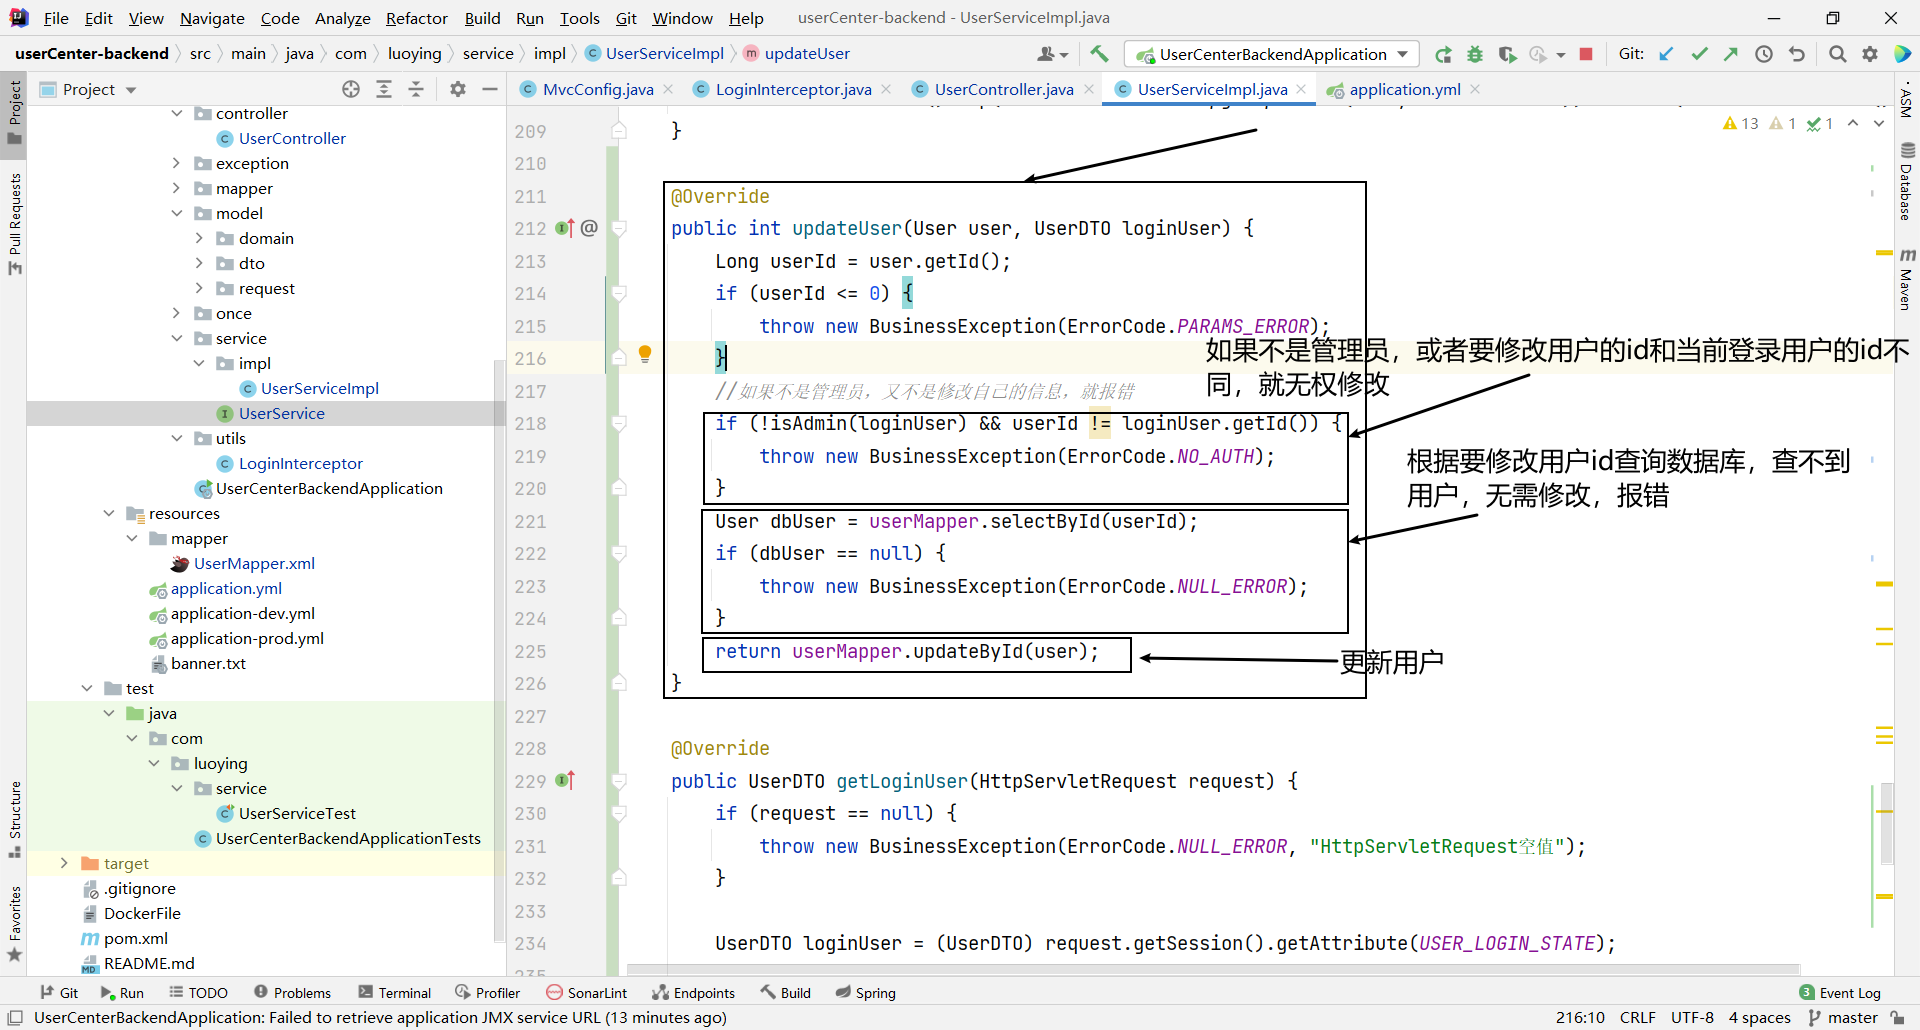 File Edit View Navigate Code Analyze Refactor Build Run Tools Git Window Help userCenter-backend - UserServiceImpl.java
userCenter-backend src main java com luoying service impl UserServiceImpl updateUser UserCenterBackendApplication Git:
Project MvcConfig.java LoginInterceptor.java UserController.java UserServiceImpl.java application.yml
Project
Pull Requests
Structure
Favorites
controller
UserController
exception
mapper
model
domain
dto
request
once
service
impl
UserServiceImpl
UserService
utils
LoginInterceptor
UserCenterBackendApplication
resources
mapper
UserMapper.xml
application.yml
application-dev.yml
application-prod.yml
banner.txt
test
java
com
luoying
service
UserServiceTest
UserCenterBackendApplicationTests
target
.gitignore
DockerFile
pom.xml
README.md
13 1 1
209 }
210
211 @Override
212 public int updateUser(User user, UserDTO loginUser) {
213 Long userId = user.getId();
214 if (userId <= 0) {
215 throw new BusinessException(ErrorCode.PARAMS_ERROR);
216 }
217 //如果不是管理员，又不是修改自己的信息，就报错
218 if (!isAdmin(loginUser) && userId != loginUser.getId()) {
219 throw new BusinessException(ErrorCode.NO_AUTH);
220 }
221 User dbUser = userMapper.selectById(userId);
222 if (dbUser == null) {
223 throw new BusinessException(ErrorCode.NULL_ERROR);
224 }
225 return userMapper.updateById(user);
226 }
227
228 @Override
229 public UserDTO getLoginUser(HttpServletRequest request) {
230 if (request == null) {
231 throw new BusinessException(ErrorCode.NULL_ERROR, "HttpServletRequest空值");
232 }
233
234 UserDTO loginUser = (UserDTO) request.getSession().getAttribute(USER_LOGIN_STATE);
235
如果不是管理员，或者要修改用户的id和当前登录用户的id不
同，就无权修改
根据要修改用户id查询数据库，查不到
用户，无需修改，报错
更新用户
ASM
Database
Maven
Git Run TODO Problems Terminal Profiler SonarLint Endpoints Build Spring 3 Event Log
UserCenterBackendApplication: Failed to retrieve application JMX service URL (13 minutes ago) 216:10 CRLF UTF-8 4 spaces master